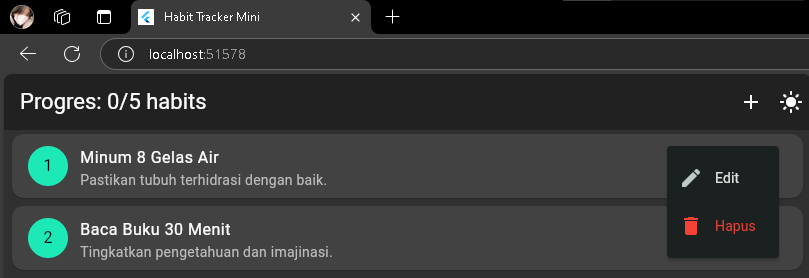 Habit Tracker Mini
localhost:51578
Progres: 0/5 habits
1
Minum 8 Gelas Air
Pastikan tubuh terhidrasi dengan baik.
Edit
Hapus
2
Baca Buku 30 Menit
Tingkatkan pengetahuan dan imajinasi.